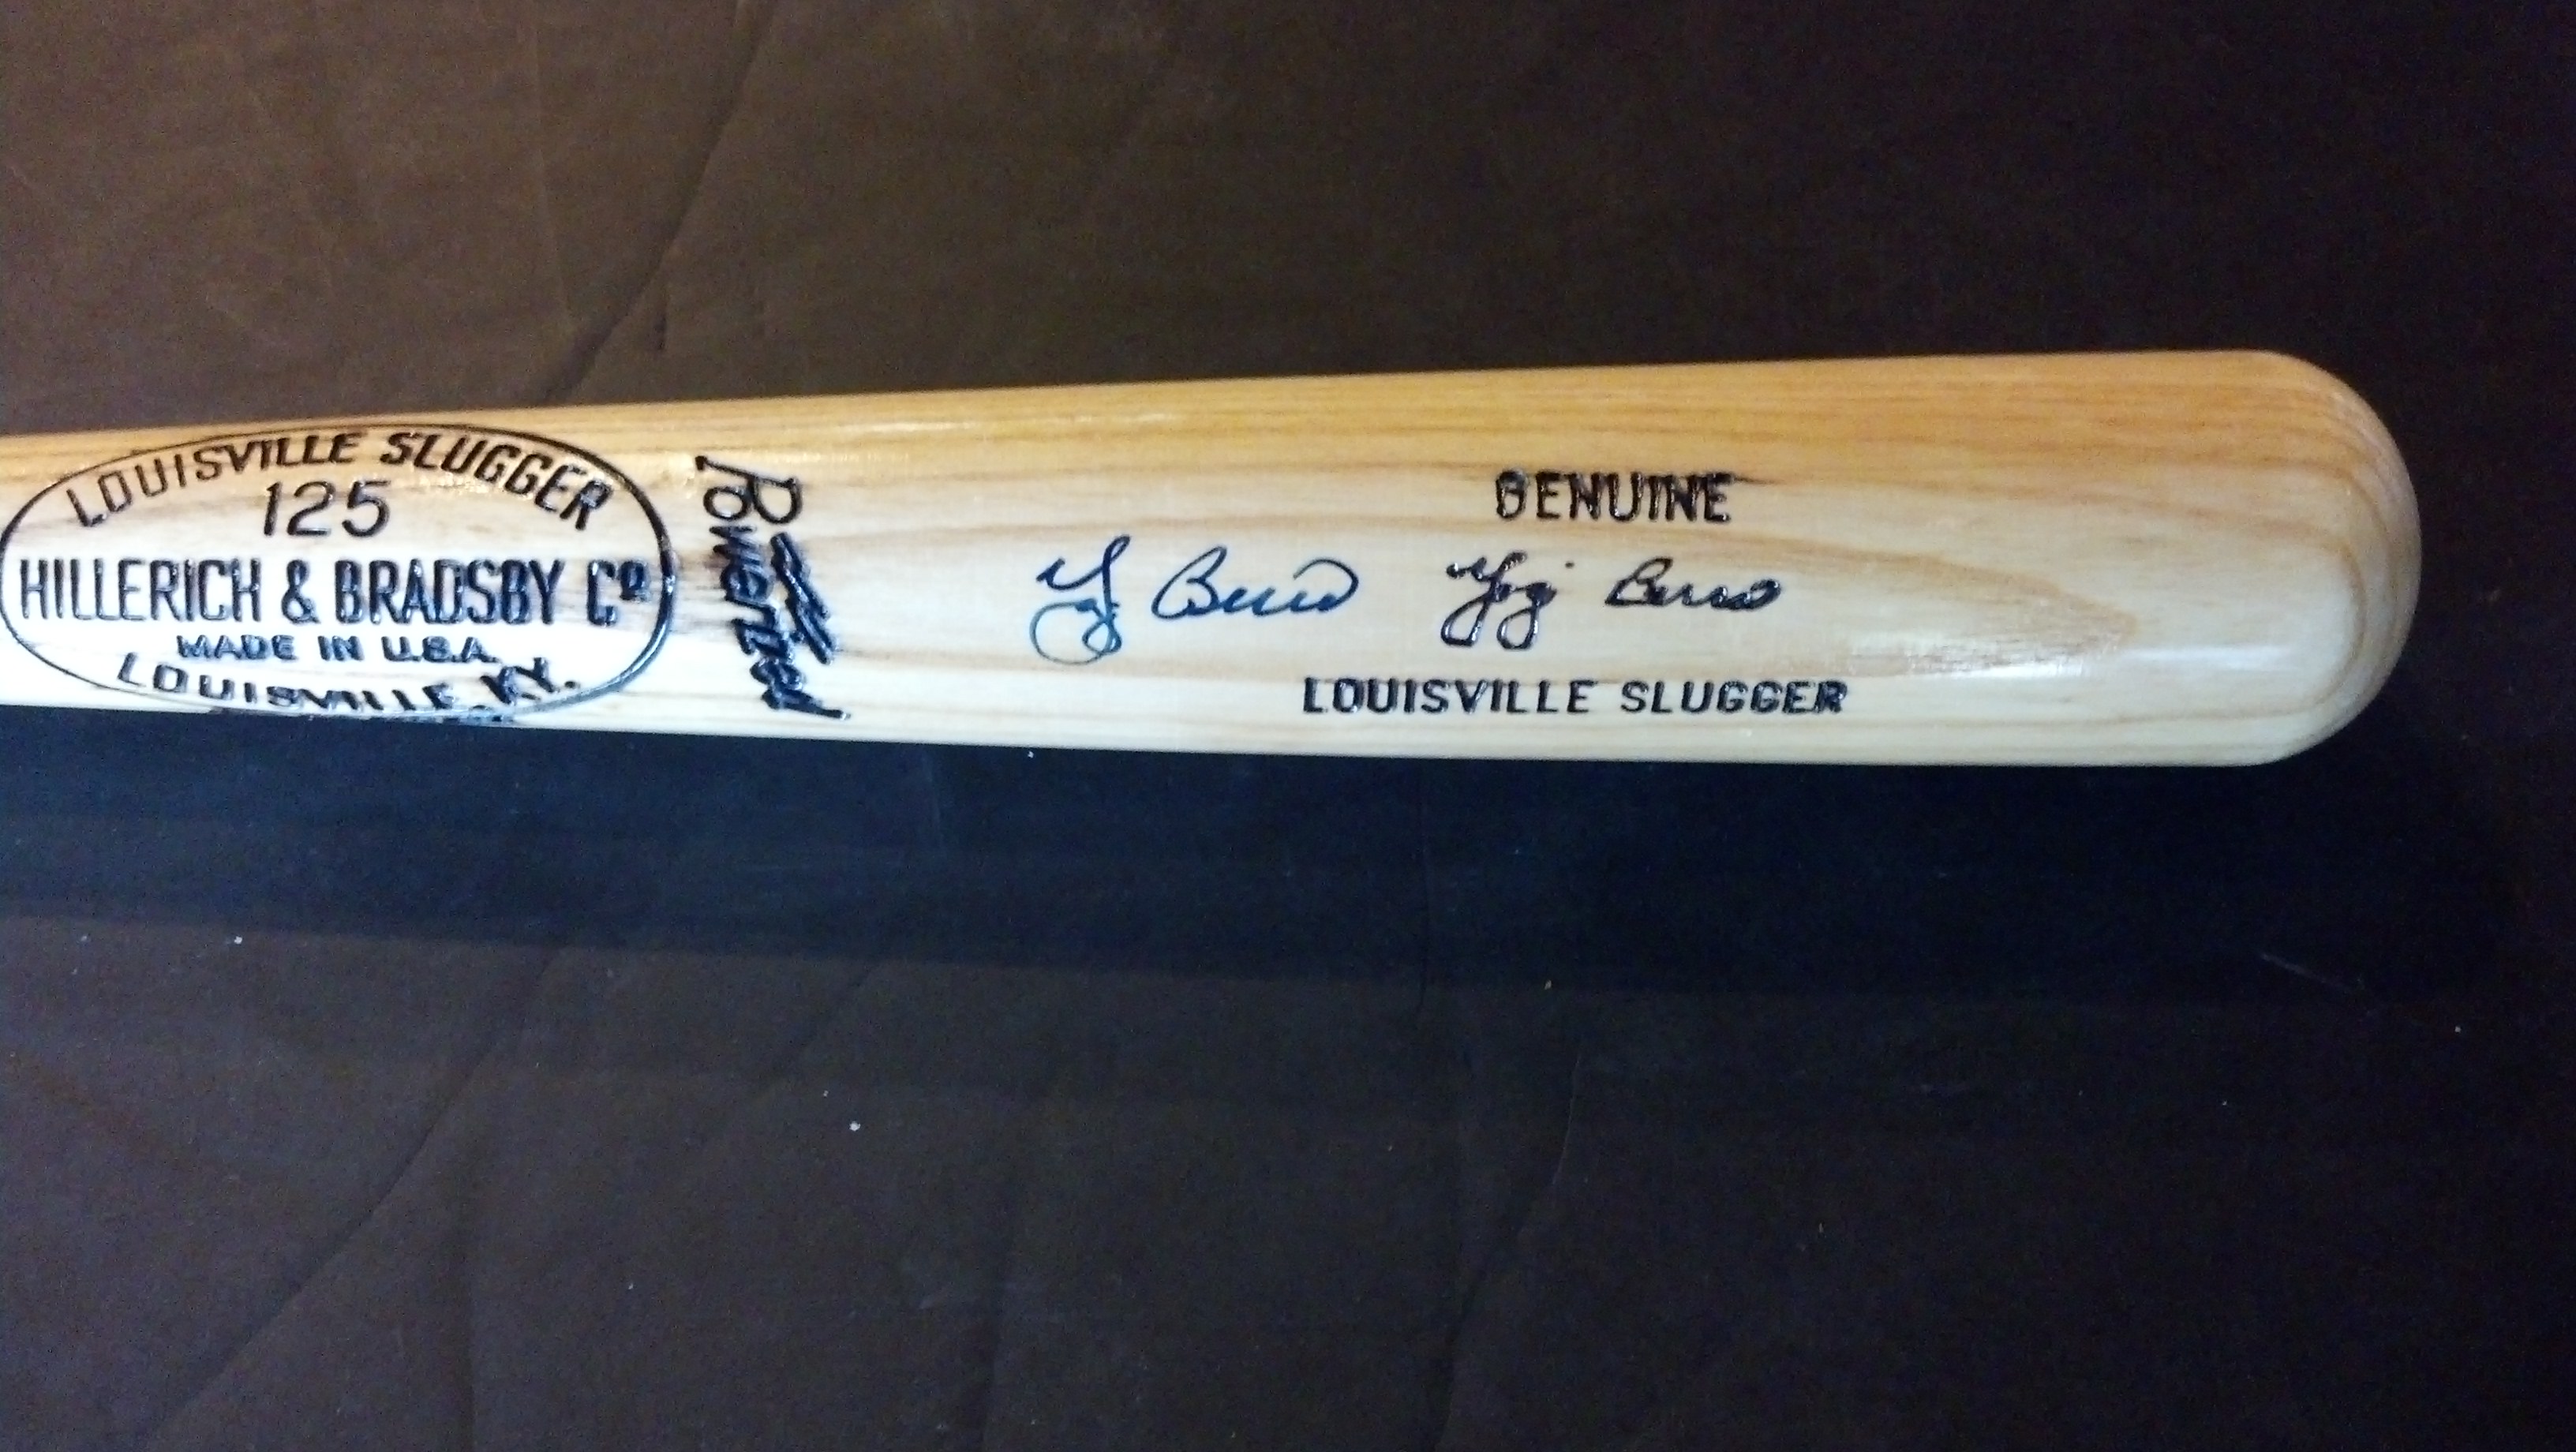 LOUISVILLE SLUGGER
125
HILLERICH & BRADSBY Co
MADE IN U.S.A.
LOUISVILLE, KY.
Powerized
Yogi Berra
GENUINE
Yogi Berra
LOUISVILLE SLUGGER